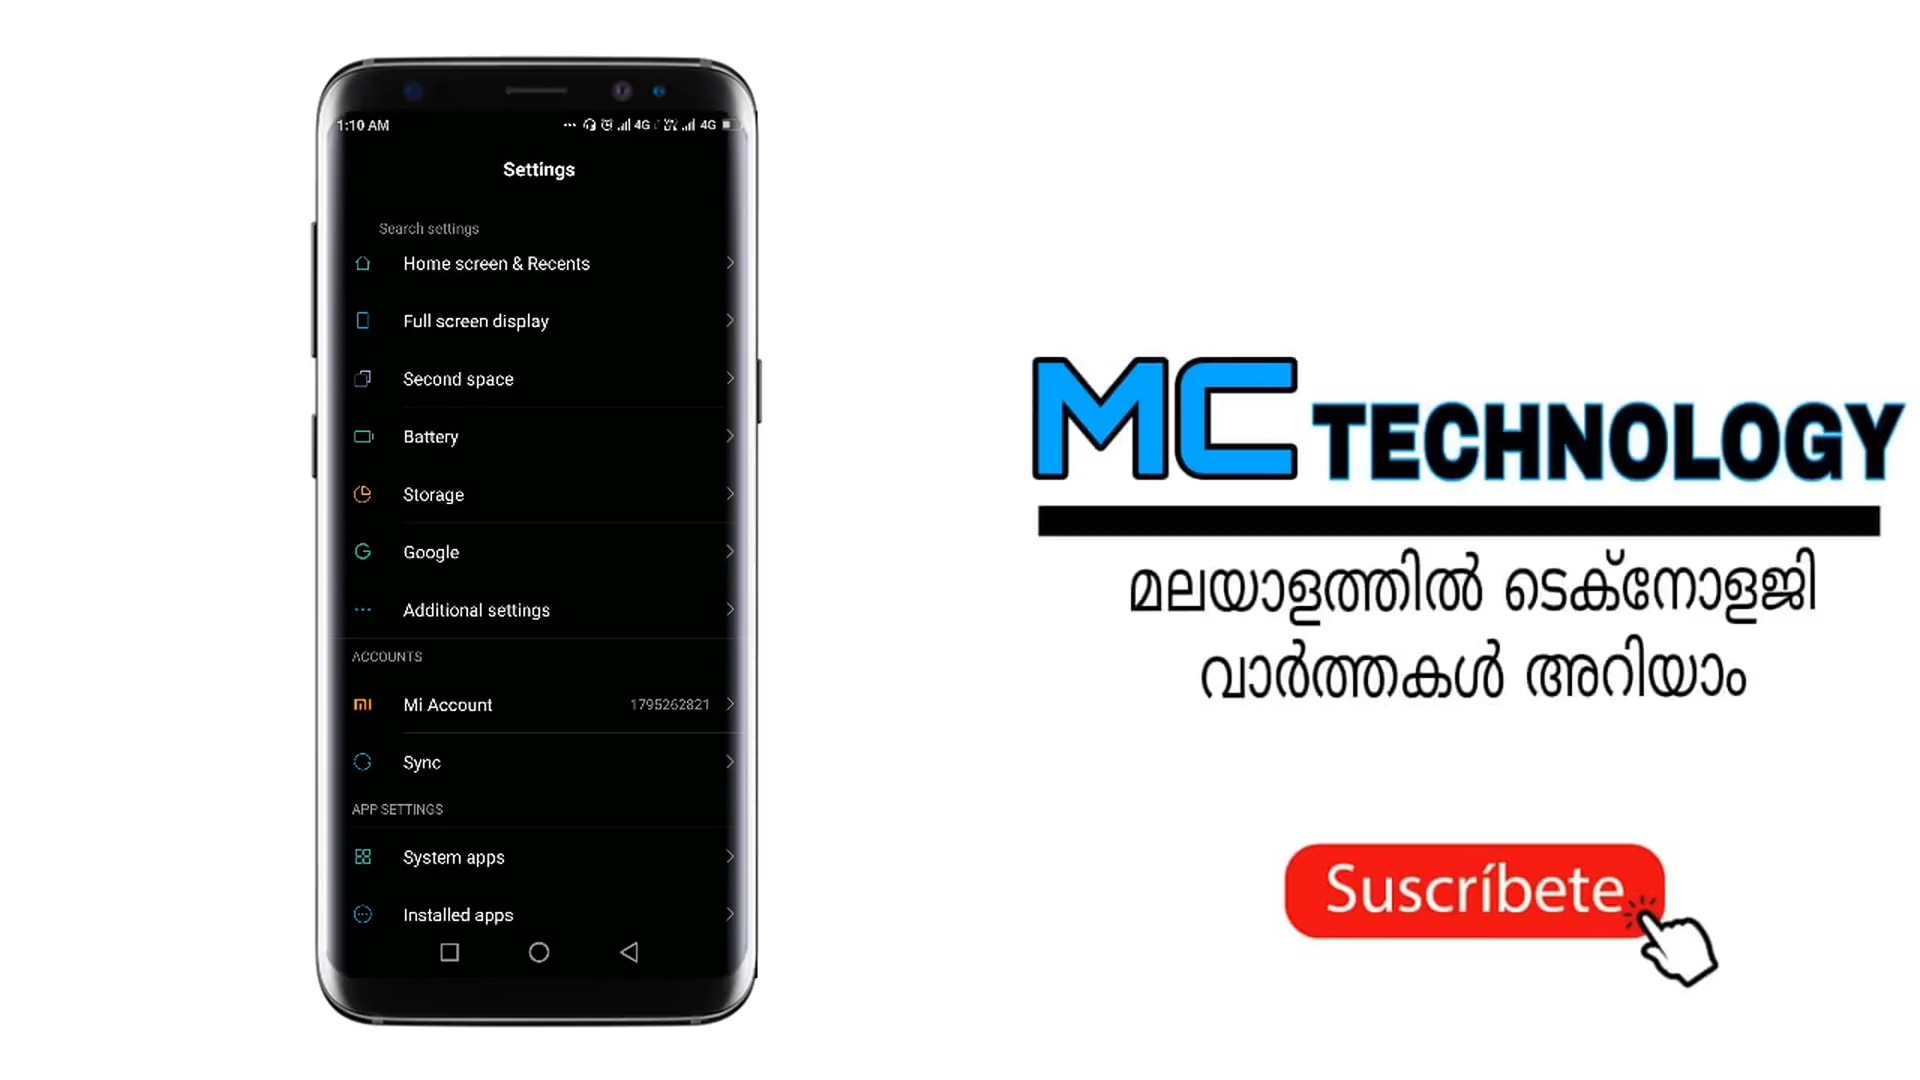 1:10 AM
4G 4G
Settings
Search settings
Home screen & Recents
Full screen display
Second space
Battery
Storage
Google
Additional settings
ACCOUNTS
Mi Account 1795262821
Sync
APP SETTINGS
System apps
Installed apps
MC TECHNOLOGY
മലയാളത്തിൽ ടെക്നോളജി
വാർത്തകൾ അറിയാം
Suscríbete